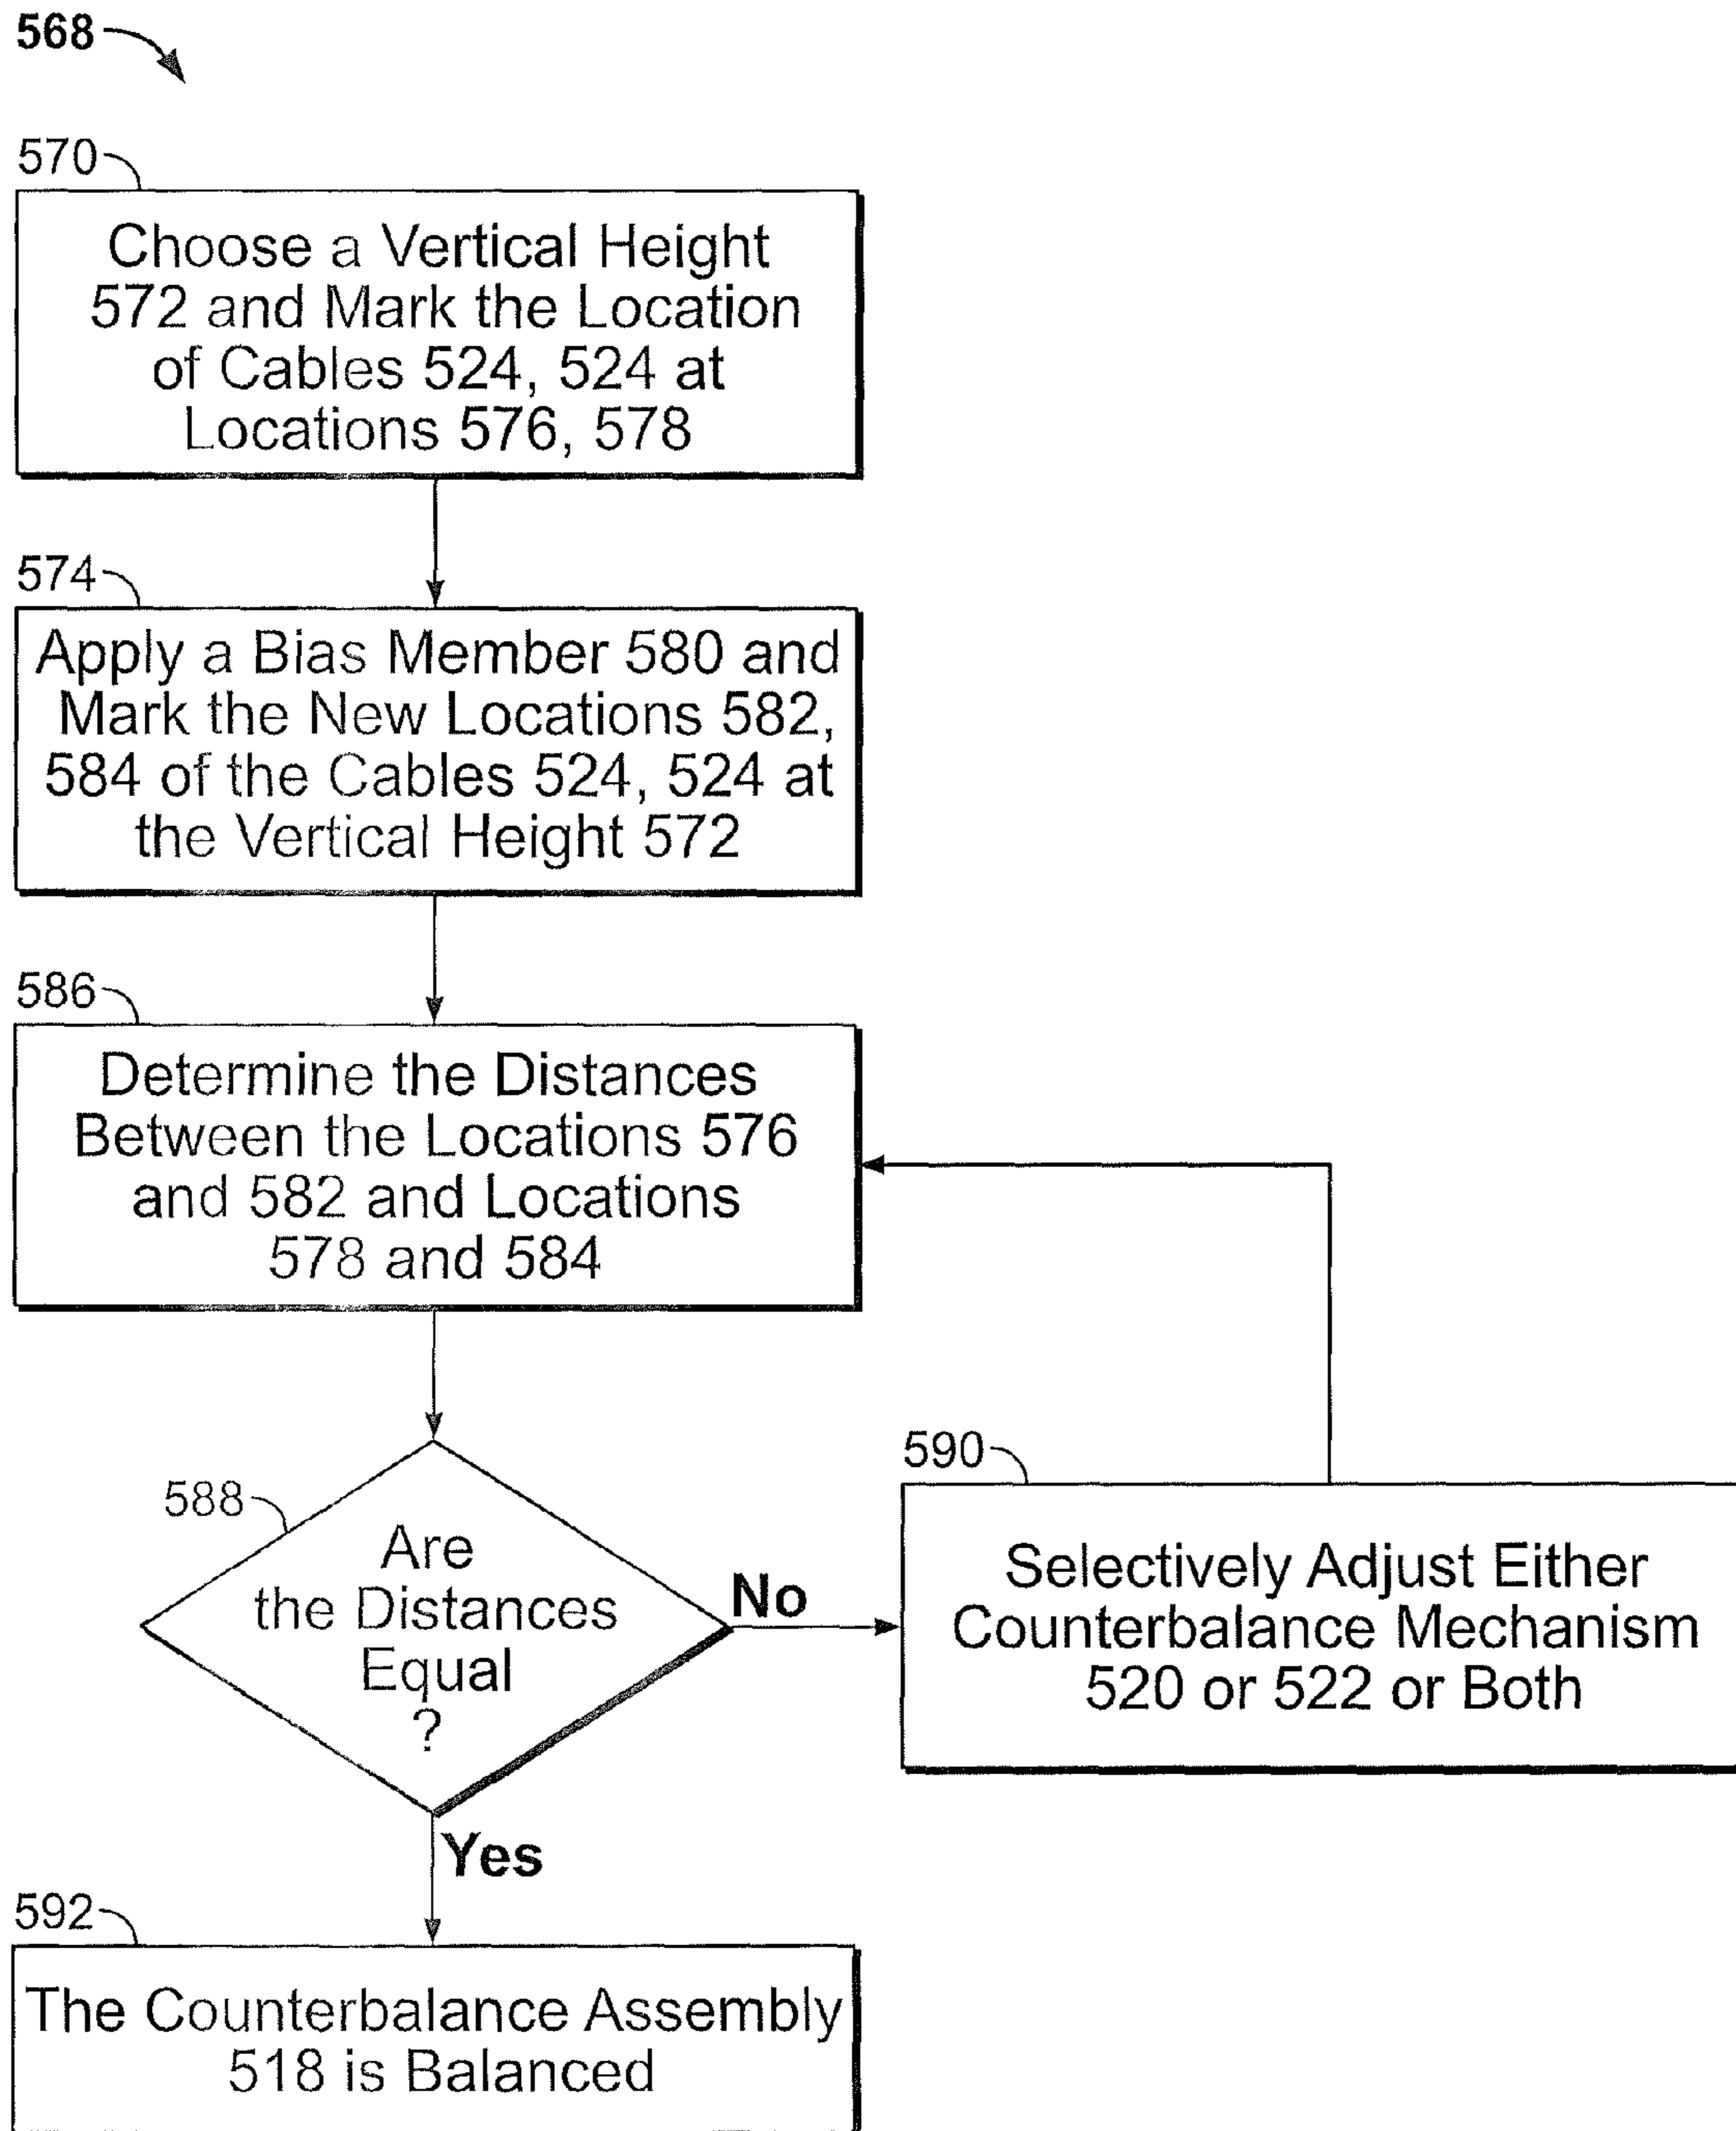 568
570
Choose a Vertical Height
572 and Mark the Location
of Cables 524, 524 at
Locations 576, 578
574
Apply a Bias Member 580 and
Mark the New Locations 582,
584 of the Cables 524, 524 at
the Vertical Height 572
586
Determine the Distances
Between the Locations 576
and 582 and Locations
578 and 584
588
Are
the Distances
Equal
?
No
590
Selectively Adjust Either
Counterbalance Mechanism
520 or 522 or Both
Yes
592
The Counterbalance Assembly
518 is Balanced